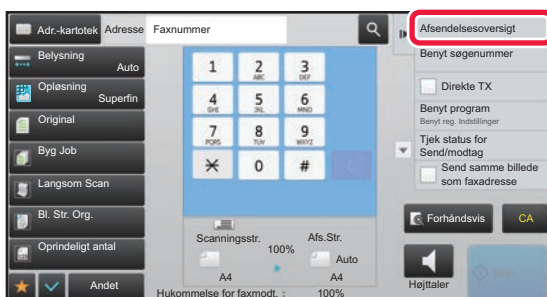 Adr.-kartotek Adresse Faxnummer
Belysning
Auto
Opløsning
Superfin
Original
Byg Job
Langsom Scan
Bl. Str. Org.
Oprindeligt antal
Andet
1 2 3
ABC DEF
4 5 6
GHI JKL MNO
7 8 9
PQRS TUV WXYZ
0 #
C
Scanningsstr. Afs.Str.
100%
Auto
A4 A4
Hukommelse for faxmodt. : 100%
Afsendelsesoversigt
Benyt søgenummer
Direkte TX
Benyt program
Benyt reg. Indstillinger
Tjek status for
Send/modtag
Send samme billede
som faxadresse
Forhåndsvis CA
Højttaler
Start